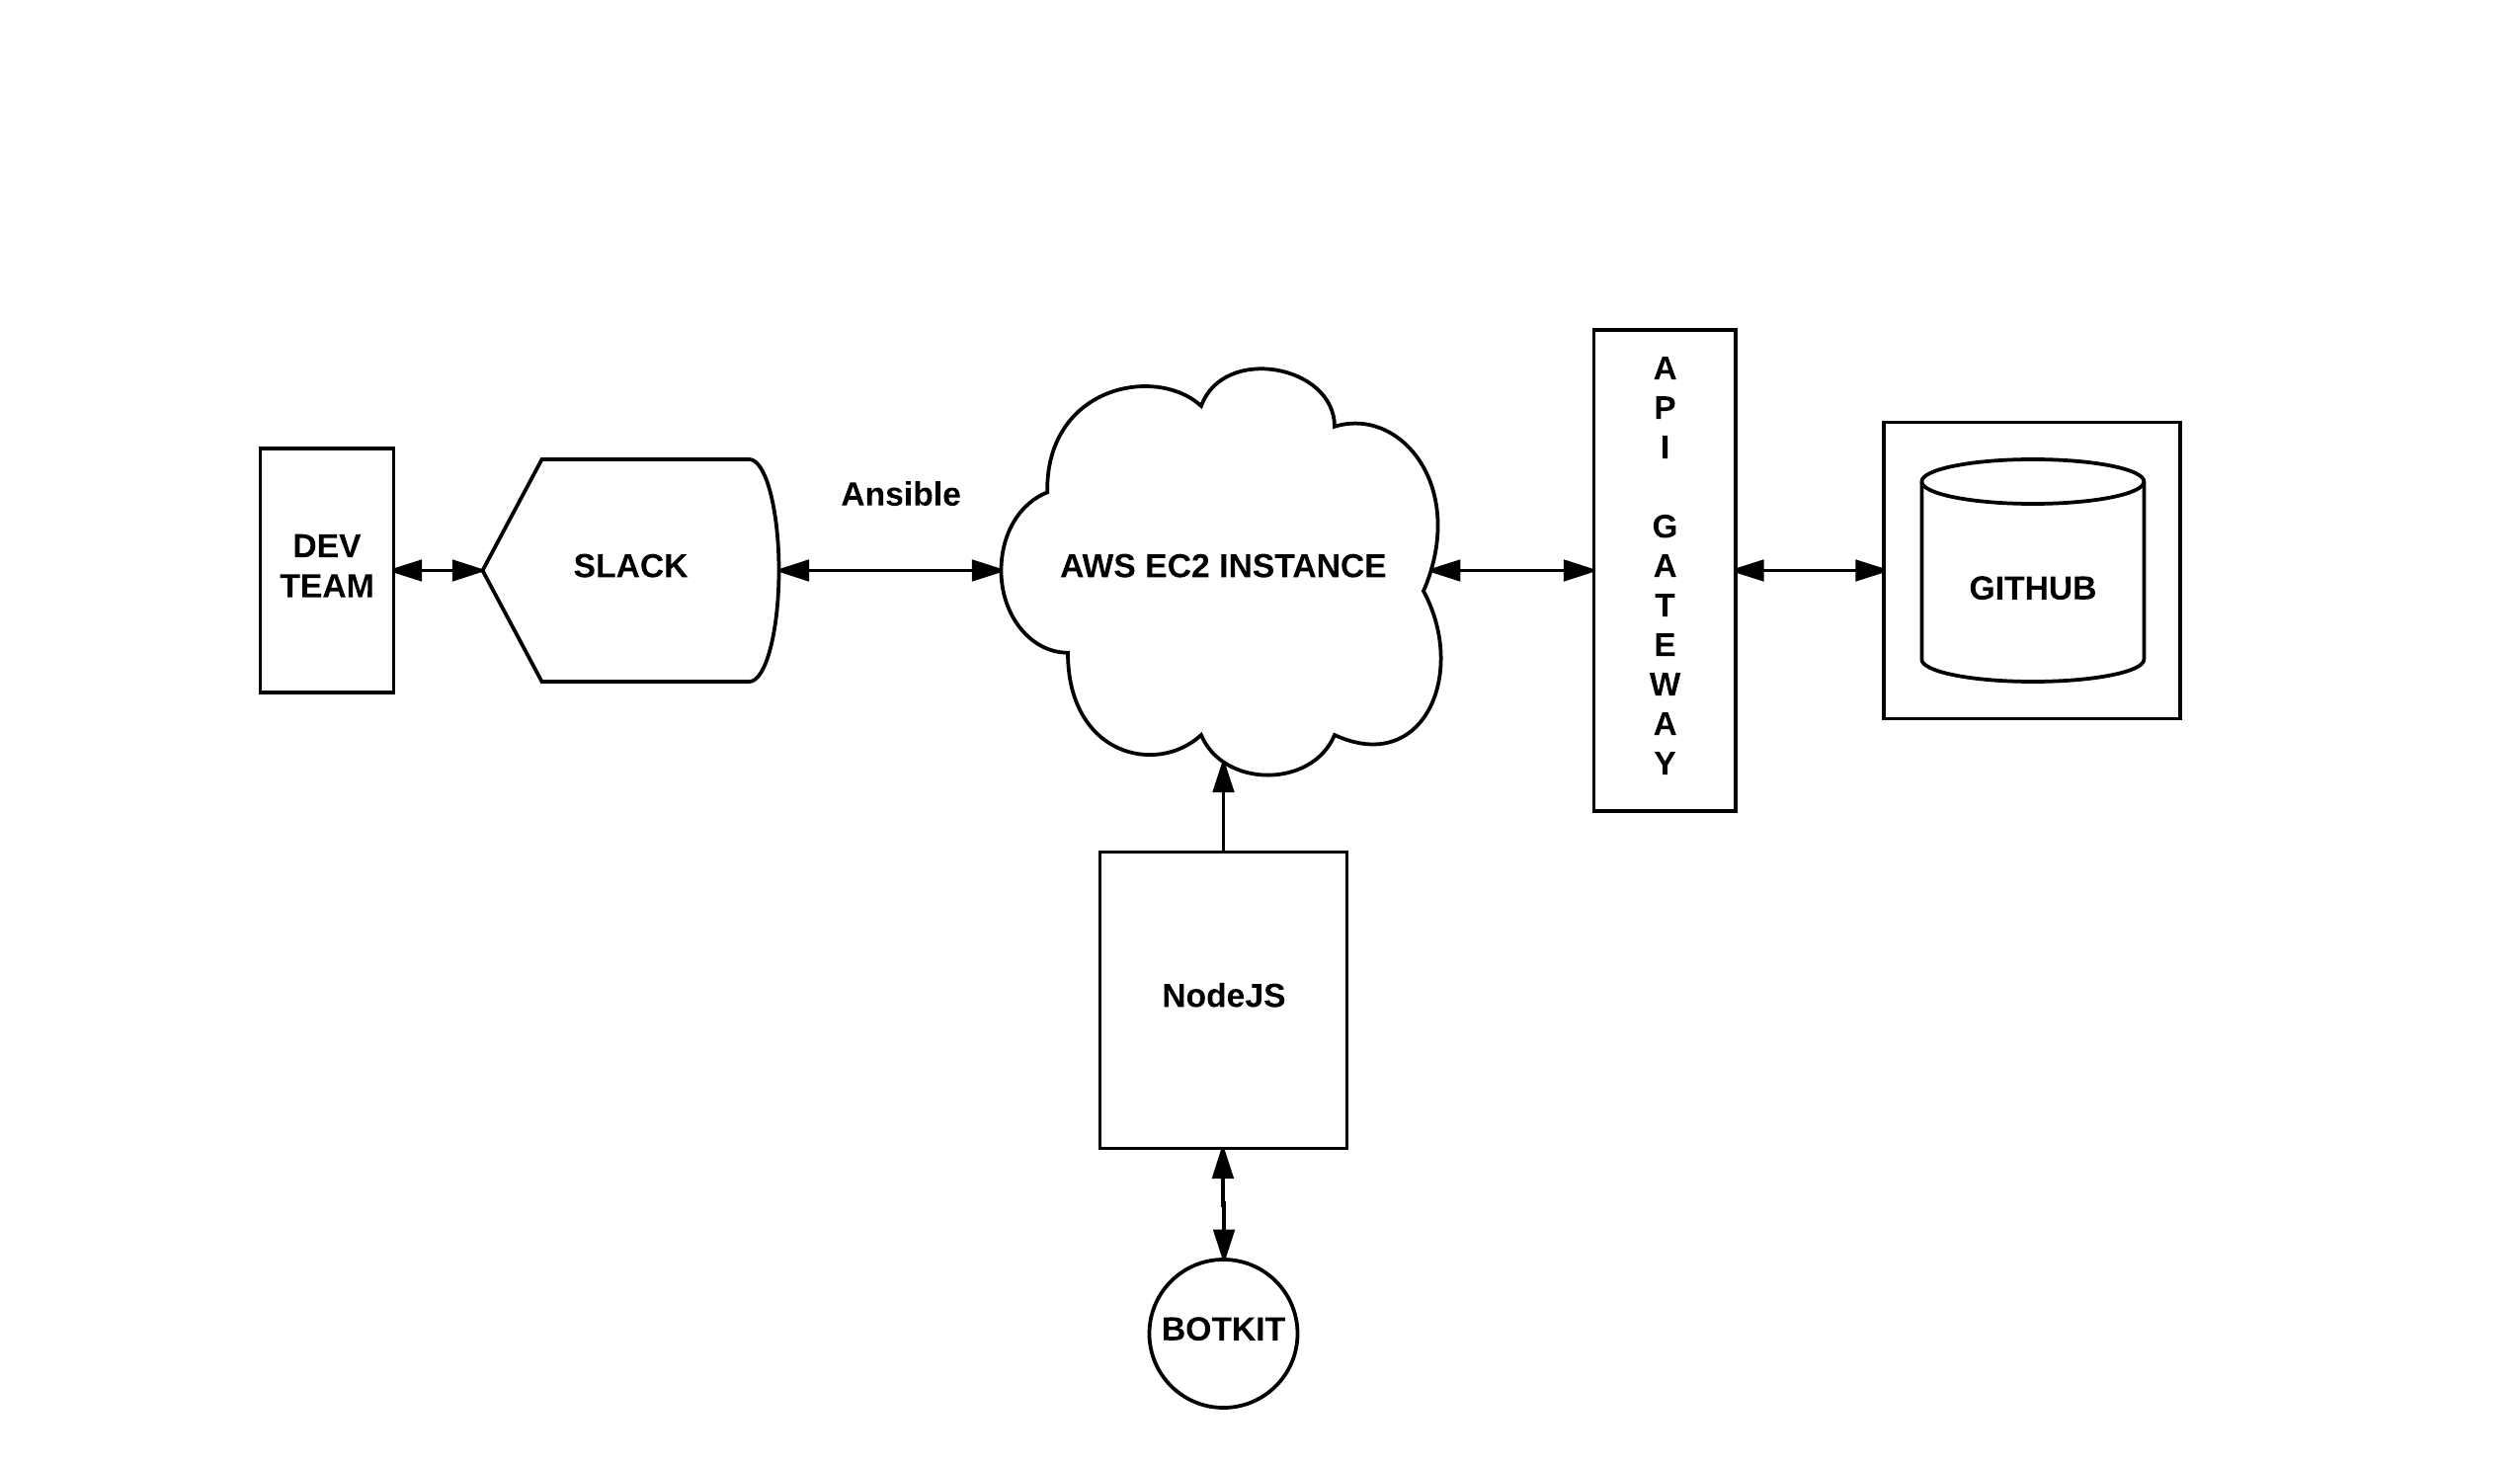 DEV
TEAM
SLACK
Ansible
AWS EC2 INSTANCE
A
P
I
G
A
T
E
W
A
Y
GITHUB
NodeJS
BOTKIT